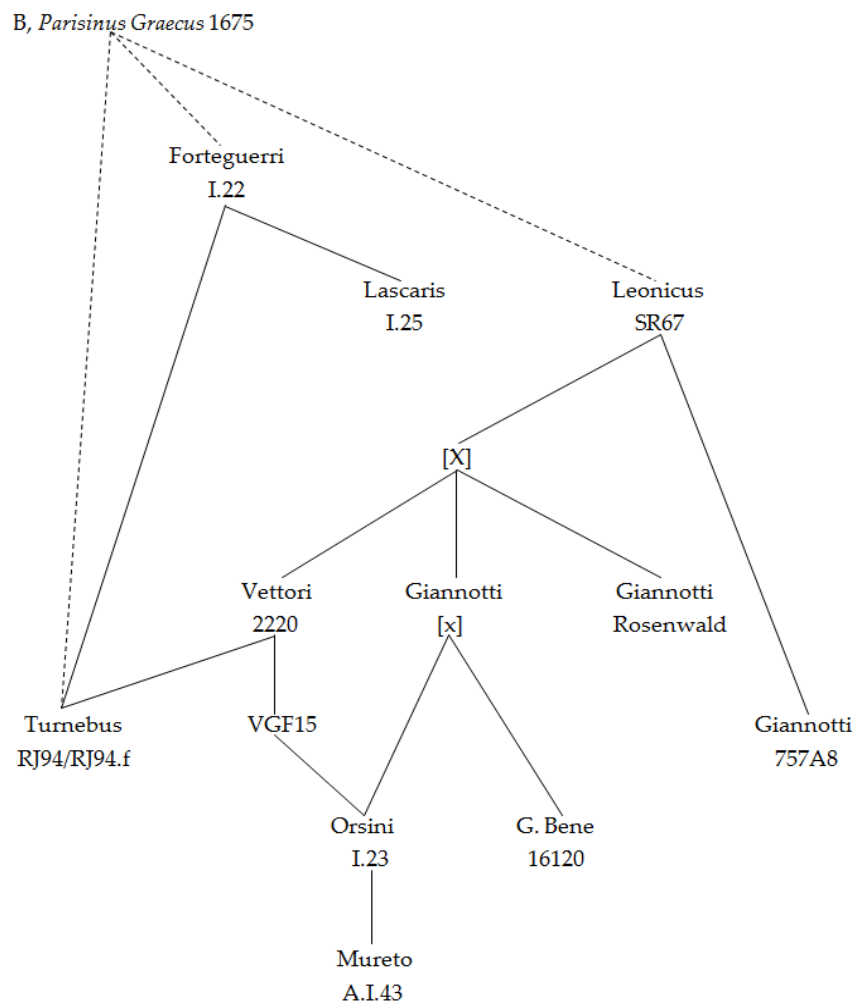 B, Parisinus Graecus 1675
Forteguerri
I.22
Lascaris
I.25
Leonicus
SR67
[X]
Vettori
2220
Giannotti
[x]
Giannotti
Rosenwald
Turnebus
RJ94/RJ94.f
VGF15
Giannotti
757A8
Orsini
I.23
G. Bene
16120
Mureto
A.I.43